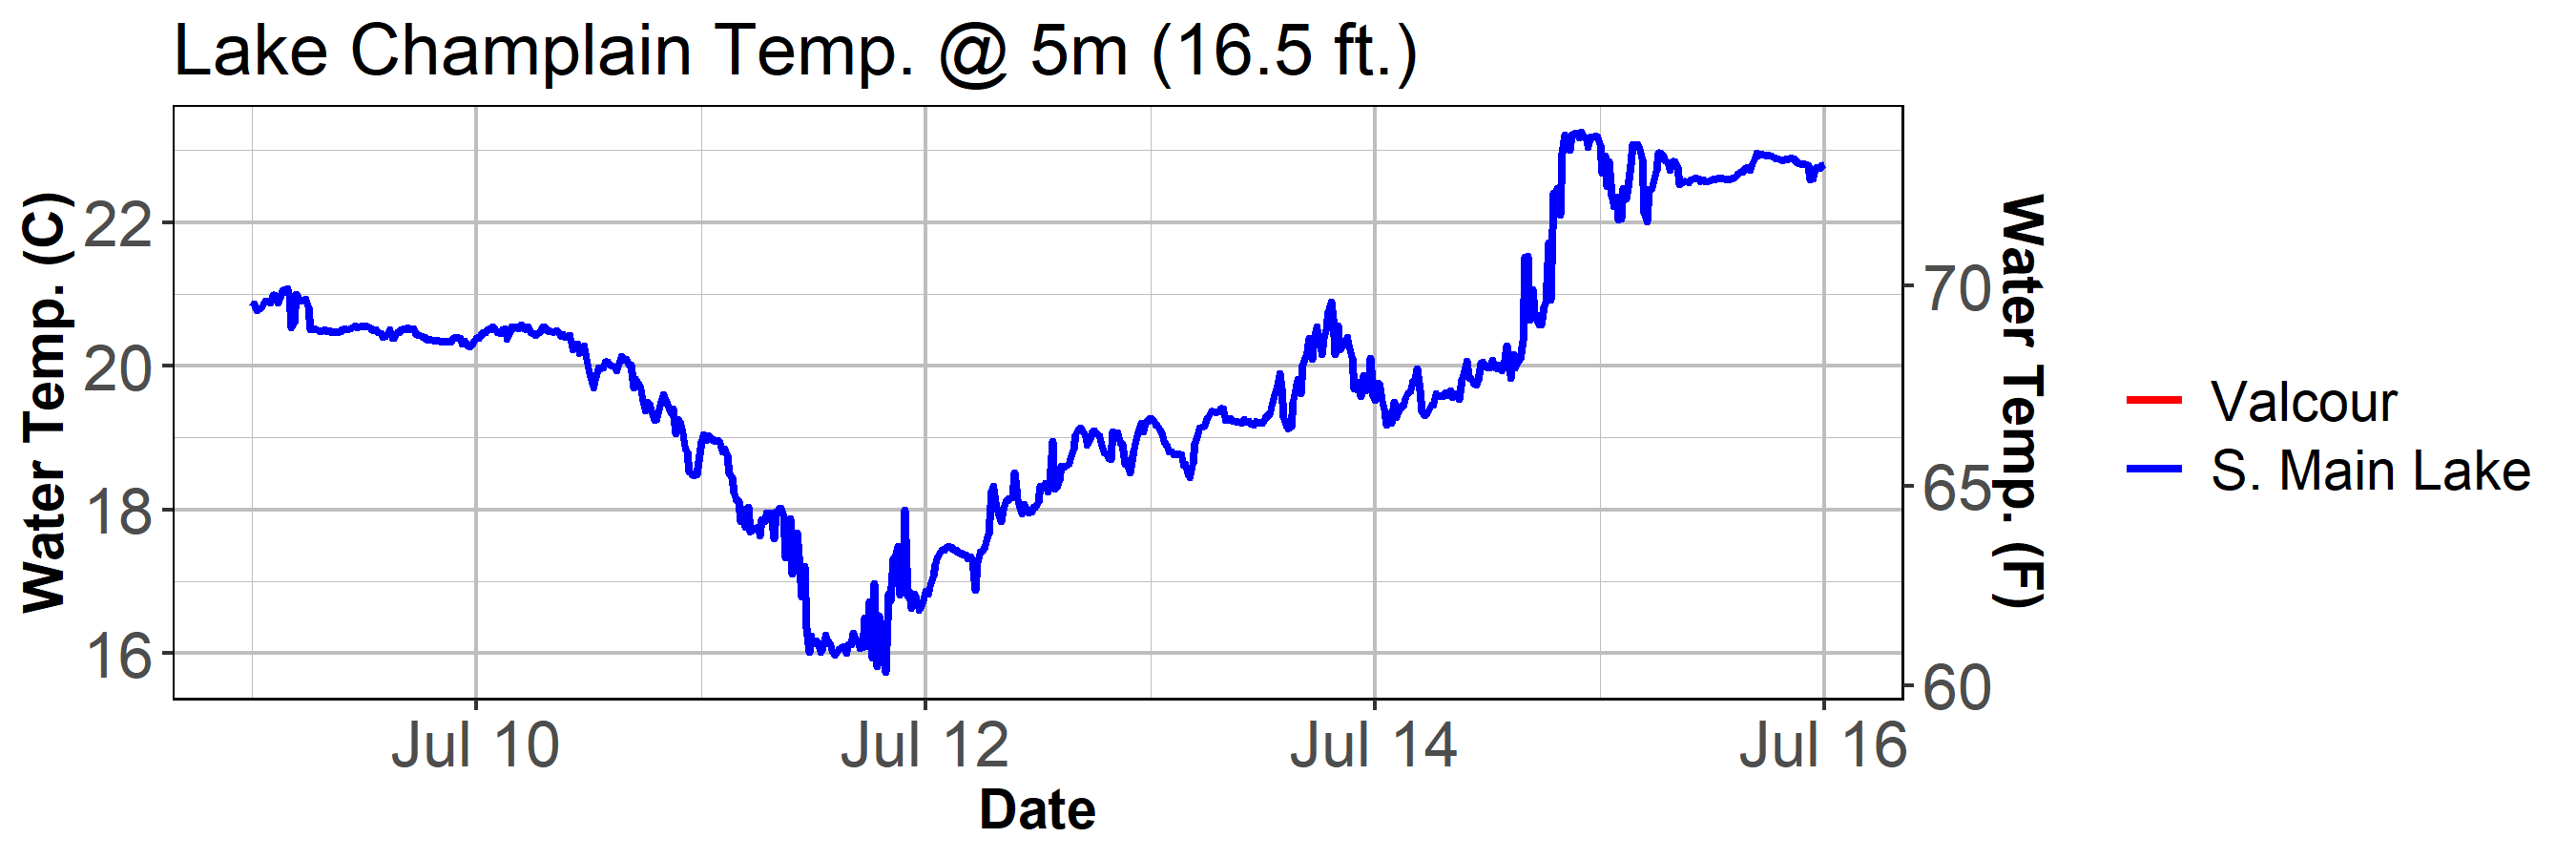 Lake Champlain Temp. @ 5m (16.5 ft.)
Water Temp. (C)
22
20
18
16
70
65
60
Water Temp. (F)
Jul 10
Jul 12
Jul 14
Jul 16
Date
Valcour
S. Main Lake